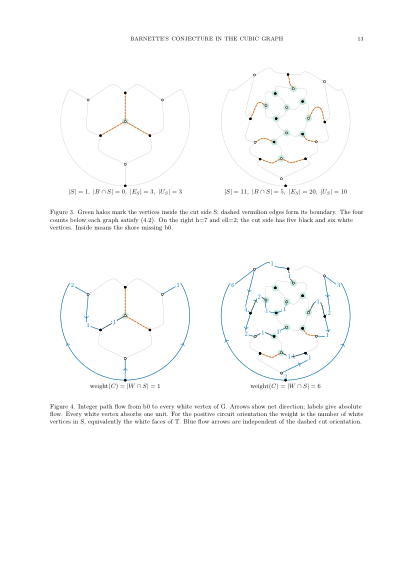 BARNETTE'S CONJECTURE IN THE CUBIC GRAPH 13
|S| = 1, |B ∩ S| = 0, |E_S| = 3, |U_S| = 3
|S| = 11, |B ∩ S| = 5, |E_S| = 20, |U_S| = 10
Figure 3. Green halos mark the vertices inside the cut side S; dashed vermilion edges form its boundary. The four
counts below each graph satisfy (4.2). On the right h=7 and ell=2; the cut side has five black and six white
vertices. Inside means the shore missing b0.
weight(C) = |W ∩ S| = 1
weight(C) = |W ∩ S| = 6
Figure 4. Integer path flow from b0 to every white vertex of G. Arrows show net direction; labels give absolute
flow. Every white vertex absorbs one unit. For the positive circuit orientation the weight is the number of white
vertices in S, equivalently the white faces of T. Blue flow arrows are independent of the dashed cut orientation.